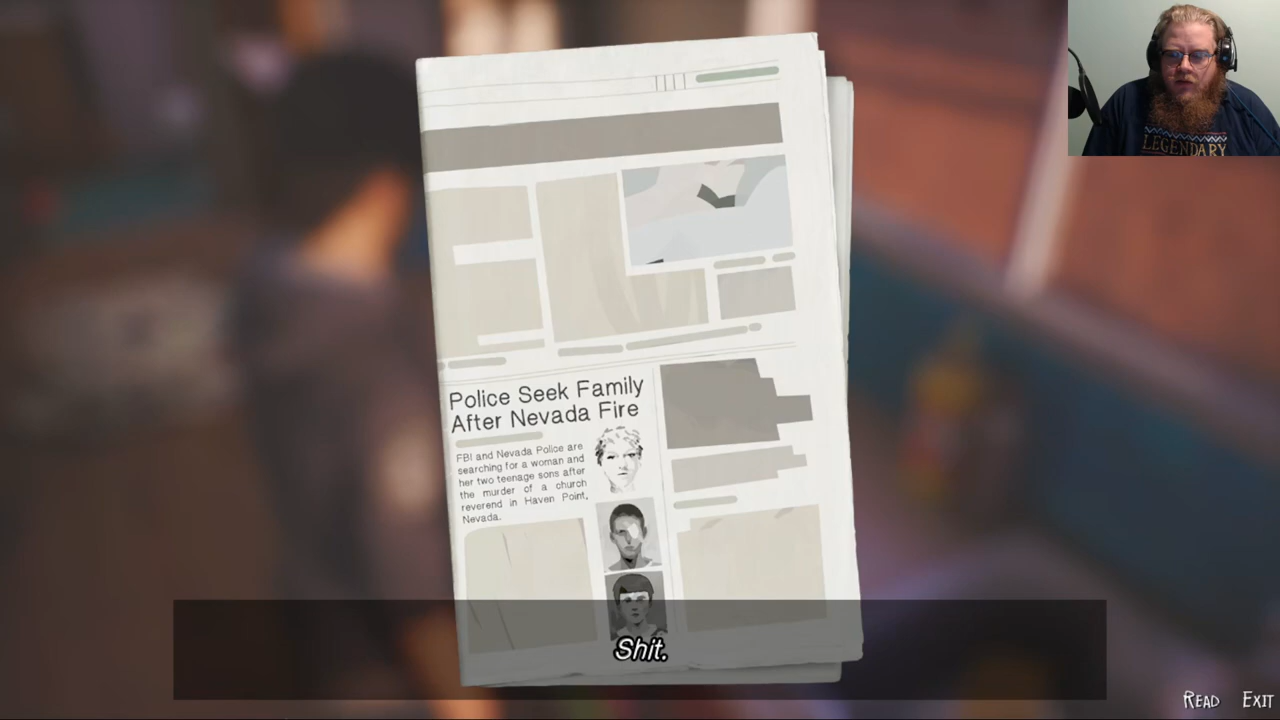 LEGENDARY
Police Seek Family
After Nevada Fire
FBI and Nevada Police are
searching for a woman and
her two teenage sons after
the murder of a church
reverend in Haven Point,
Nevada.
Shit.
READ EXIT